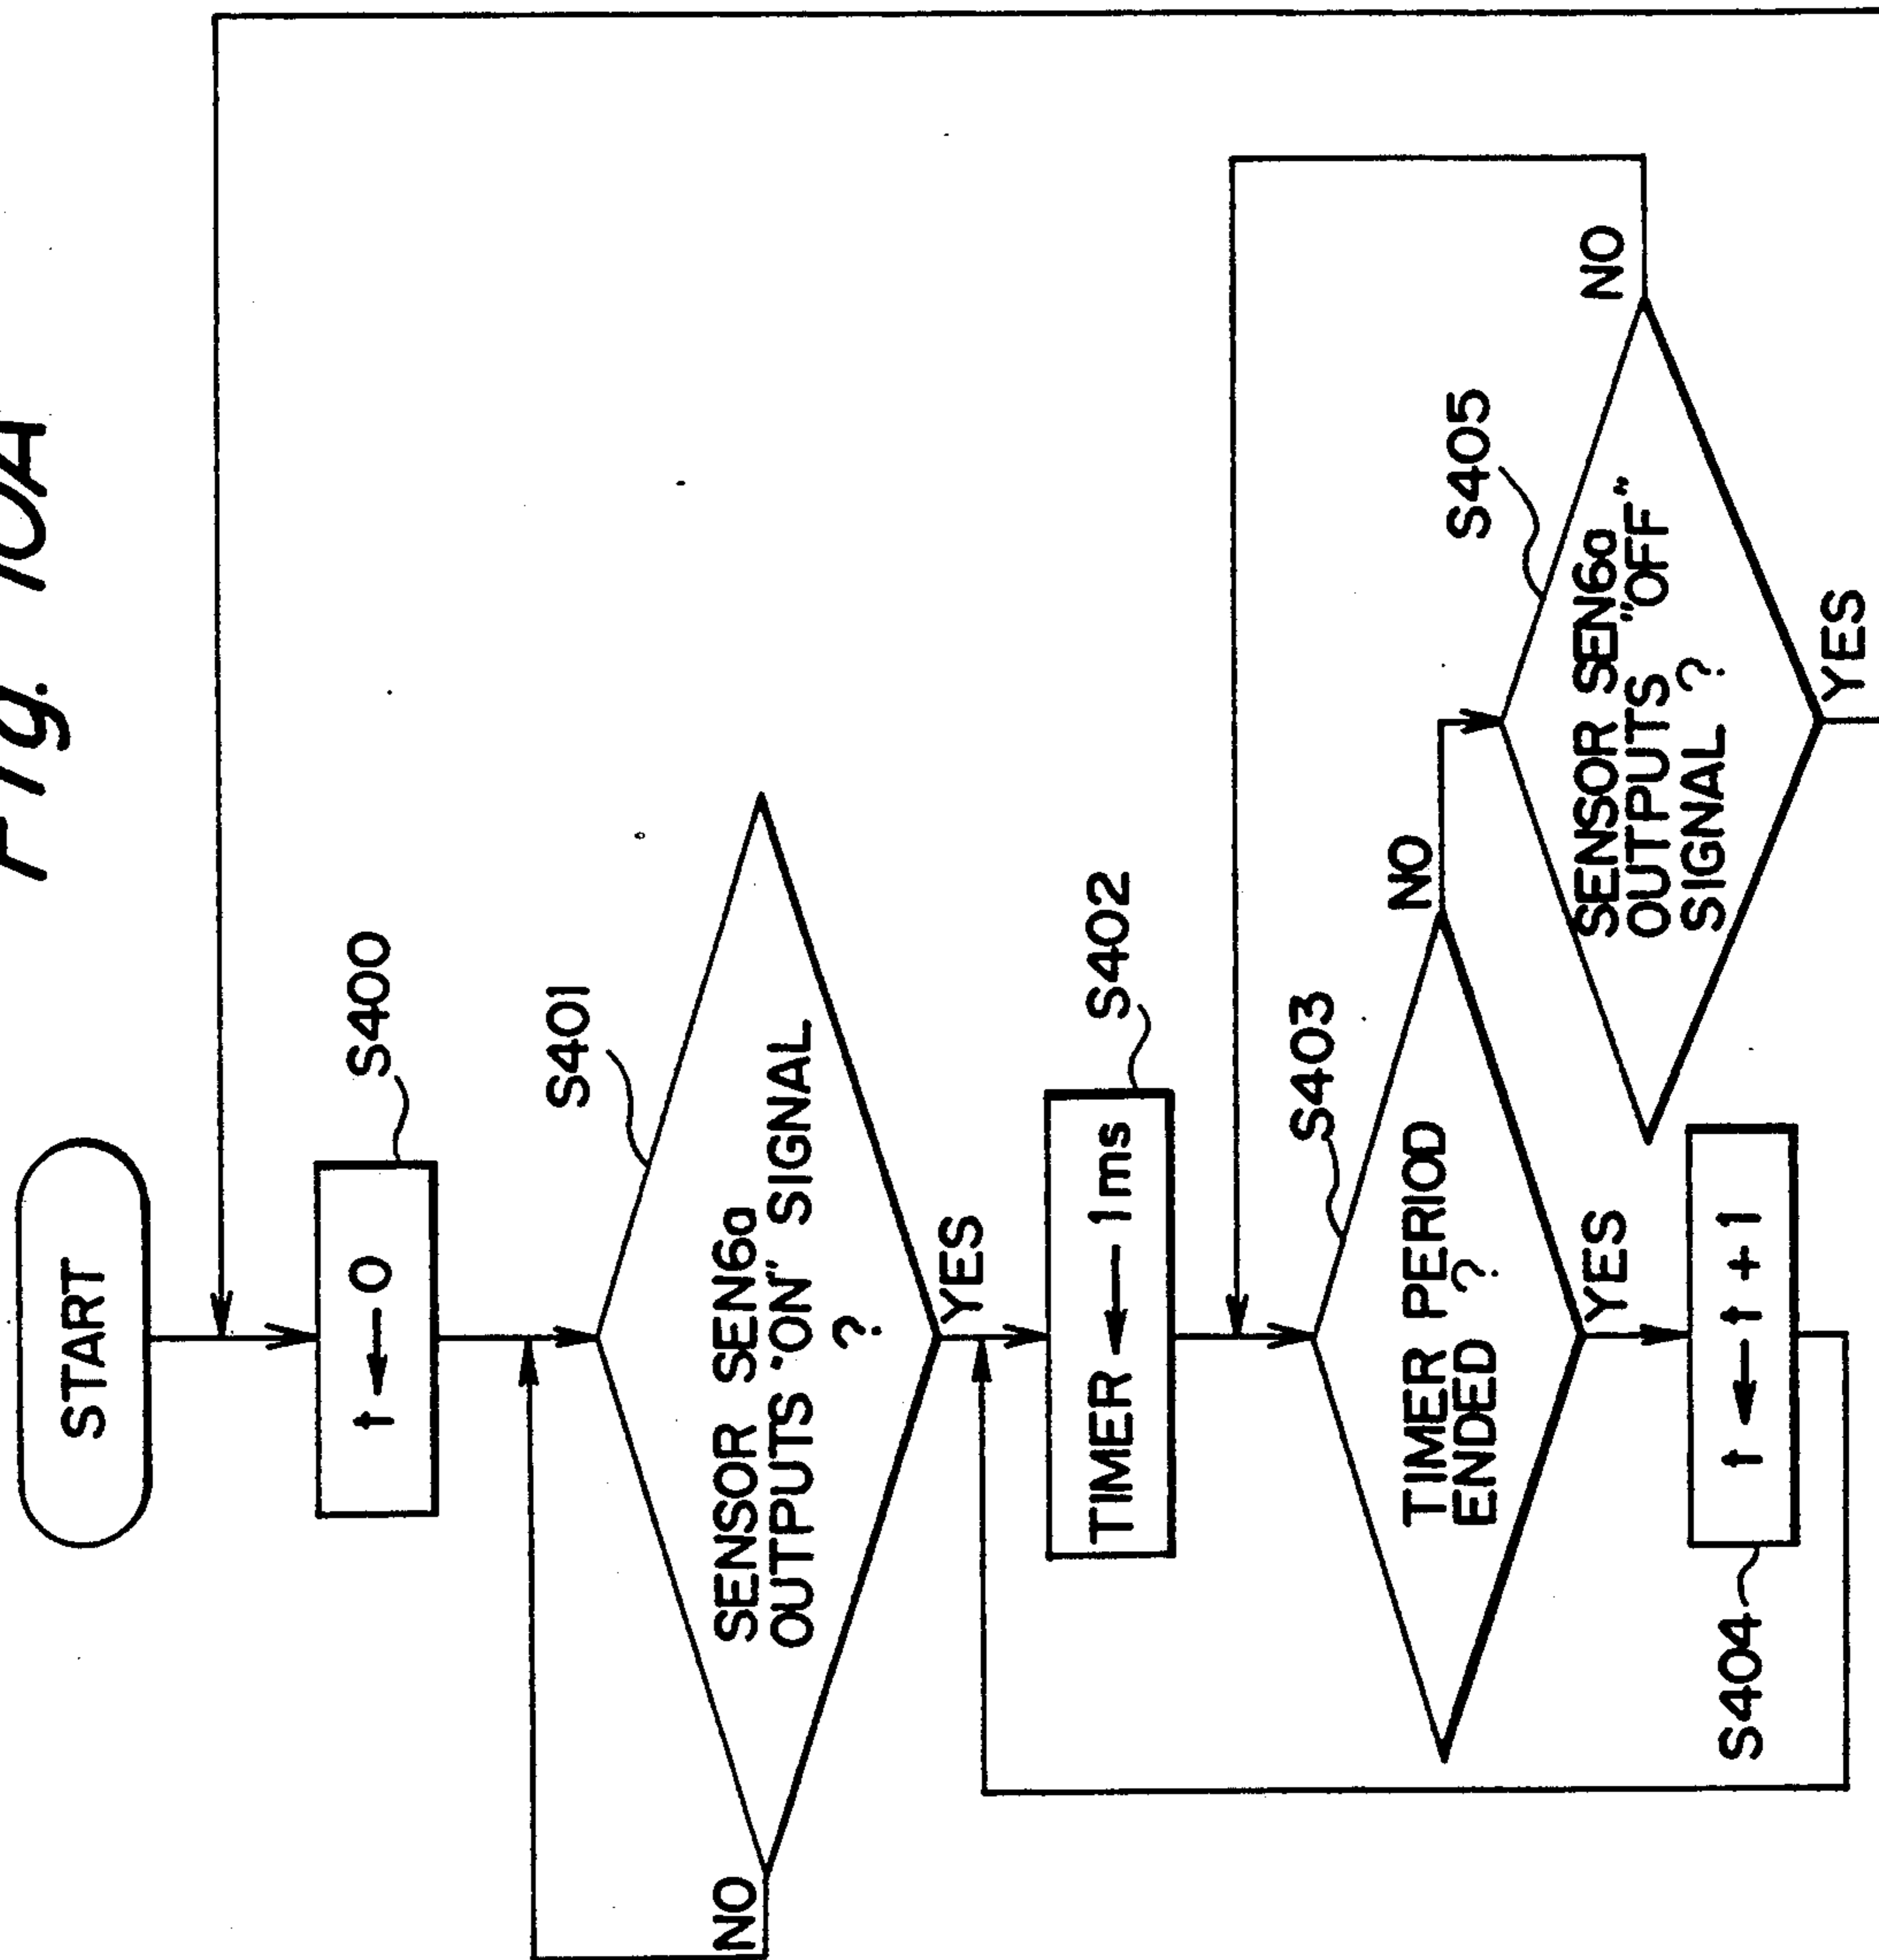 Fig. 10A
START
S400
t ← 0
S401
SENSOR SEN6a
OUTPUTS "ON" SIGNAL
?
NO
YES
S402
TIMER ← 1ms
S403
TIMER PERIOD
ENDED ?
NO
YES
S405
SENSOR SEN6a
OUTPUTS "OFF"
SIGNAL ?
NO
YES
S404
t ← t + 1